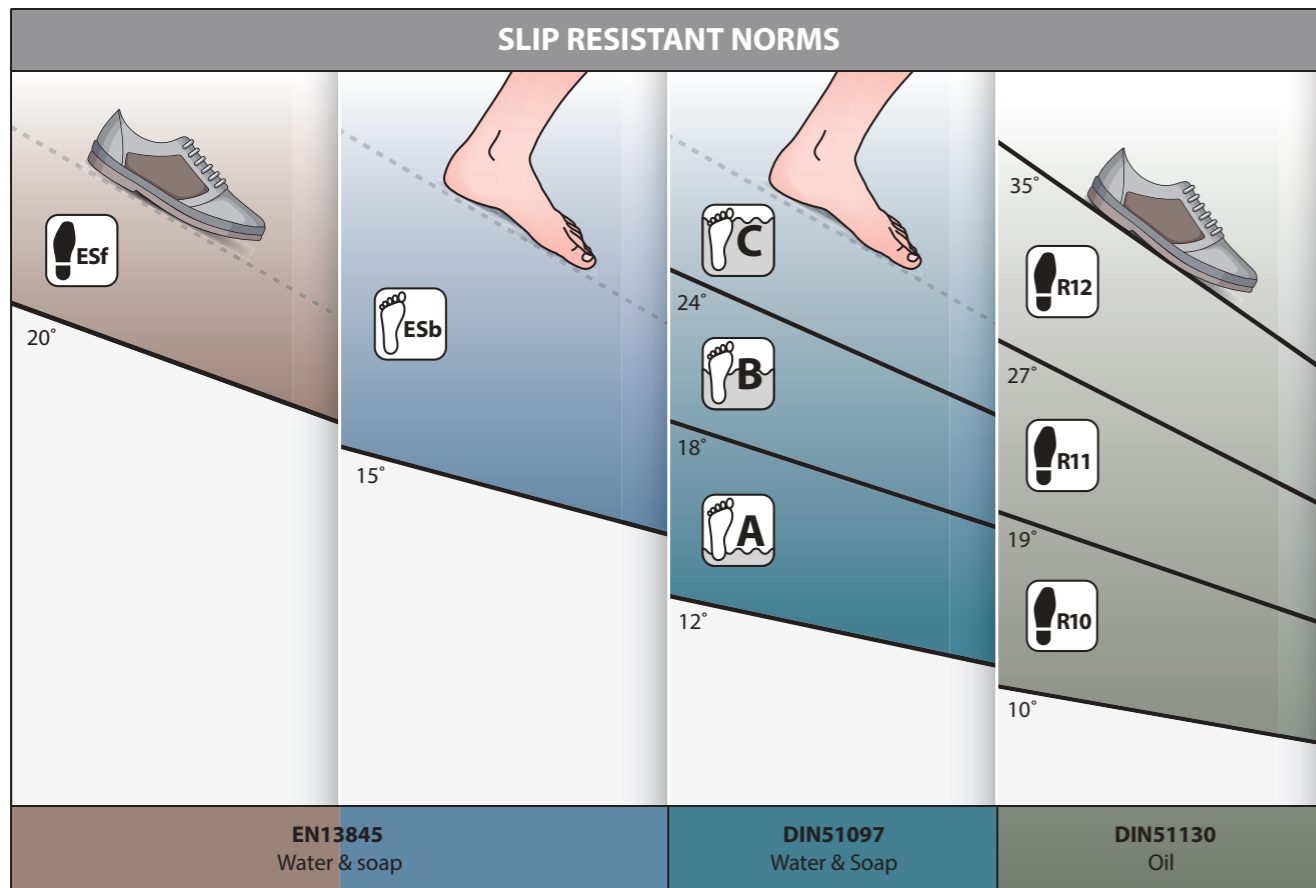 SLIP RESISTANT NORMS
ESf
20°
ESb
15°
C
24°
B
18°
A
12°
35°
R12
27°
R11
19°
R10
10°
EN13845
Water & soap
DIN51097
Water & Soap
DIN51130
Oil